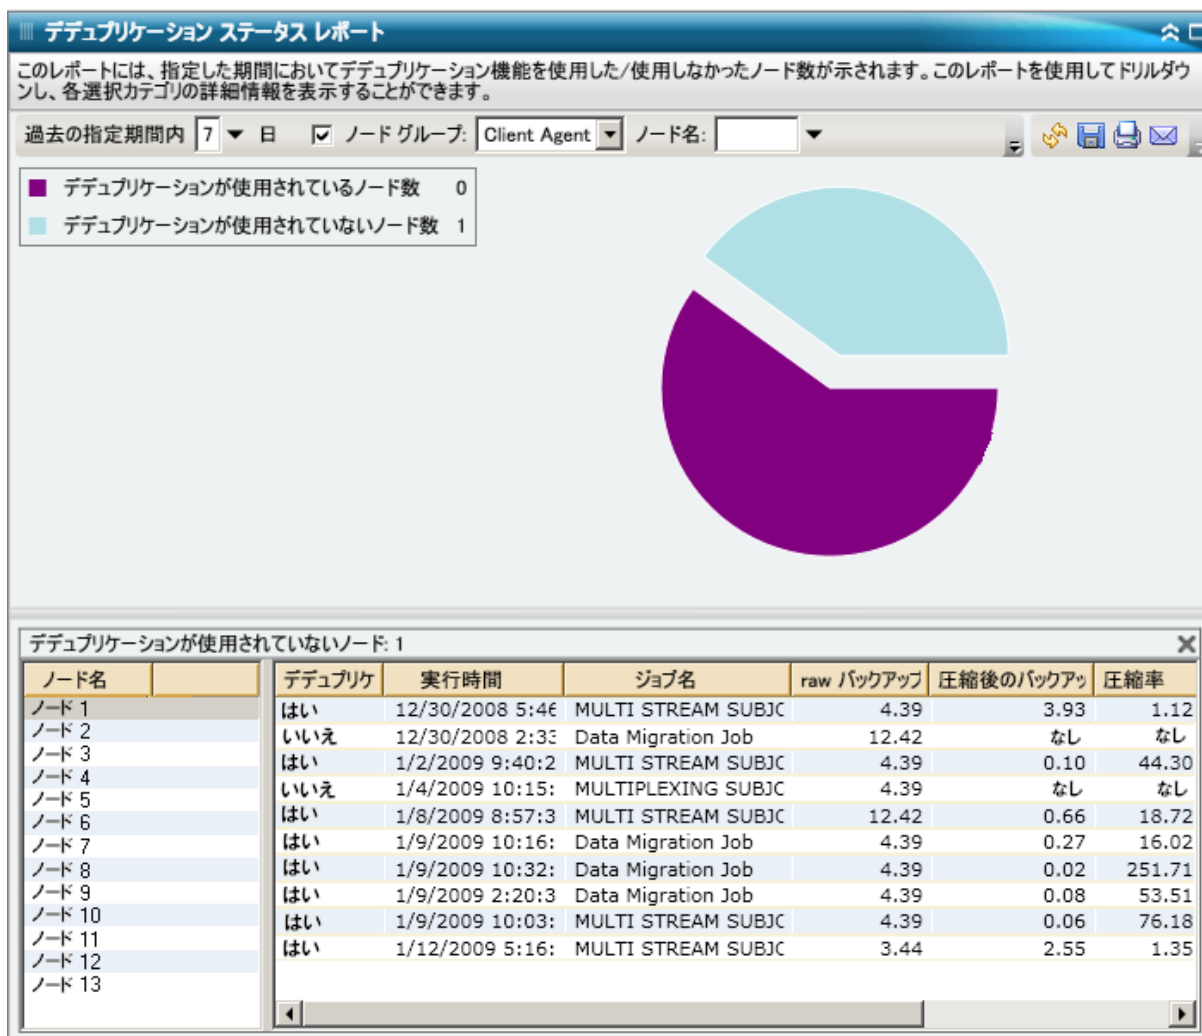 デデュプリケーション ステータス レポート
このレポートには、指定した期間においてデデュプリケーション機能を使用した/使用しなかったノード数が示されます。このレポートを使用してドリルダウ
ンし、各選択カテゴリの詳細情報を表示することができます。
過去の指定期間内 7 日 ノード グループ: Client Agent ノード名:
デデュプリケーションが使用されているノード数 0
デデュプリケーションが使用されていないノード数 1
デデュプリケーションが使用されていないノード: 1
ノード名
ノード 1
ノード 2
ノード 3
ノード 4
ノード 5
ノード 6
ノード 7
ノード 8
ノード 9
ノード 10
ノード 11
ノード 12
ノード 13
デデュプリケ 実行時間 ジョブ名 raw バックアップ 圧縮後のバックアッ 圧縮率
はい 12/30/2008 5:46 MULTI STREAM SUBJC 4.39 3.93 1.12
いいえ 12/30/2008 2:33 Data Migration Job 12.42 なし なし
はい 1/2/2009 9:40:2 MULTI STREAM SUBJC 4.39 0.10 44.30
いいえ 1/4/2009 10:15: MULTIPLEXING SUBJC 4.39 なし なし
はい 1/8/2009 8:57:3 MULTI STREAM SUBJC 12.42 0.66 18.72
はい 1/9/2009 10:16: Data Migration Job 4.39 0.27 16.02
はい 1/9/2009 10:32: Data Migration Job 4.39 0.02 251.71
はい 1/9/2009 2:20:3 Data Migration Job 4.39 0.08 53.51
はい 1/9/2009 10:03: MULTI STREAM SUBJC 4.39 0.06 76.18
はい 1/12/2009 5:16: MULTI STREAM SUBJC 3.44 2.55 1.35